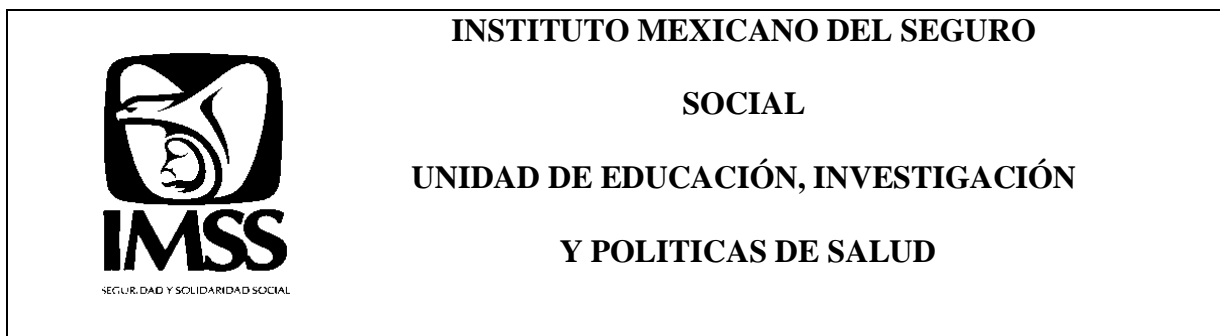 INSTITUTO MEXICANO DEL SEGURO
SOCIAL
UNIDAD DE EDUCACIÓN, INVESTIGACIÓN
Y POLITICAS DE SALUD
IMSS
SEGURIDAD Y SOLIDARIDAD SOCIAL